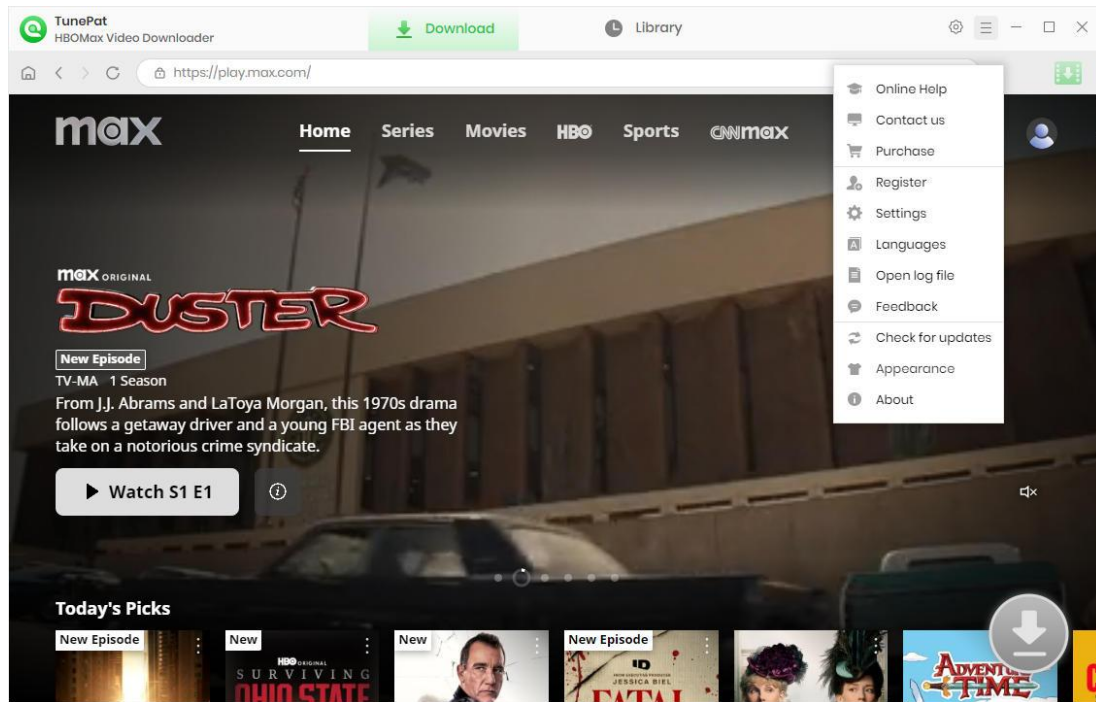 TunePat
HBOMax Video Downloader
Download
Library
https://play.max.com/
max
Home
Series
Movies
HBO
Sports
CNNmax
Online Help
Contact us
Purchase
Register
Settings
A
Languages
Open log file
Feedback
Check for updates
Appearance
About
max ORIGINAL
DUSTER
New Episode
TV-MA 1 Season
From J.J. Abrams and LaToya Morgan, this 1970s drama
follows a getaway driver and a young FBI agent as they
take on a notorious crime syndicate.
Watch S1 E1
Today's Picks
New Episode
New
HBO ORIGINAL
SURVIVING
OHIO STATE
New
New Episode
ID
JESSICA BIEL
FATAL
ADVENTURE
TIME